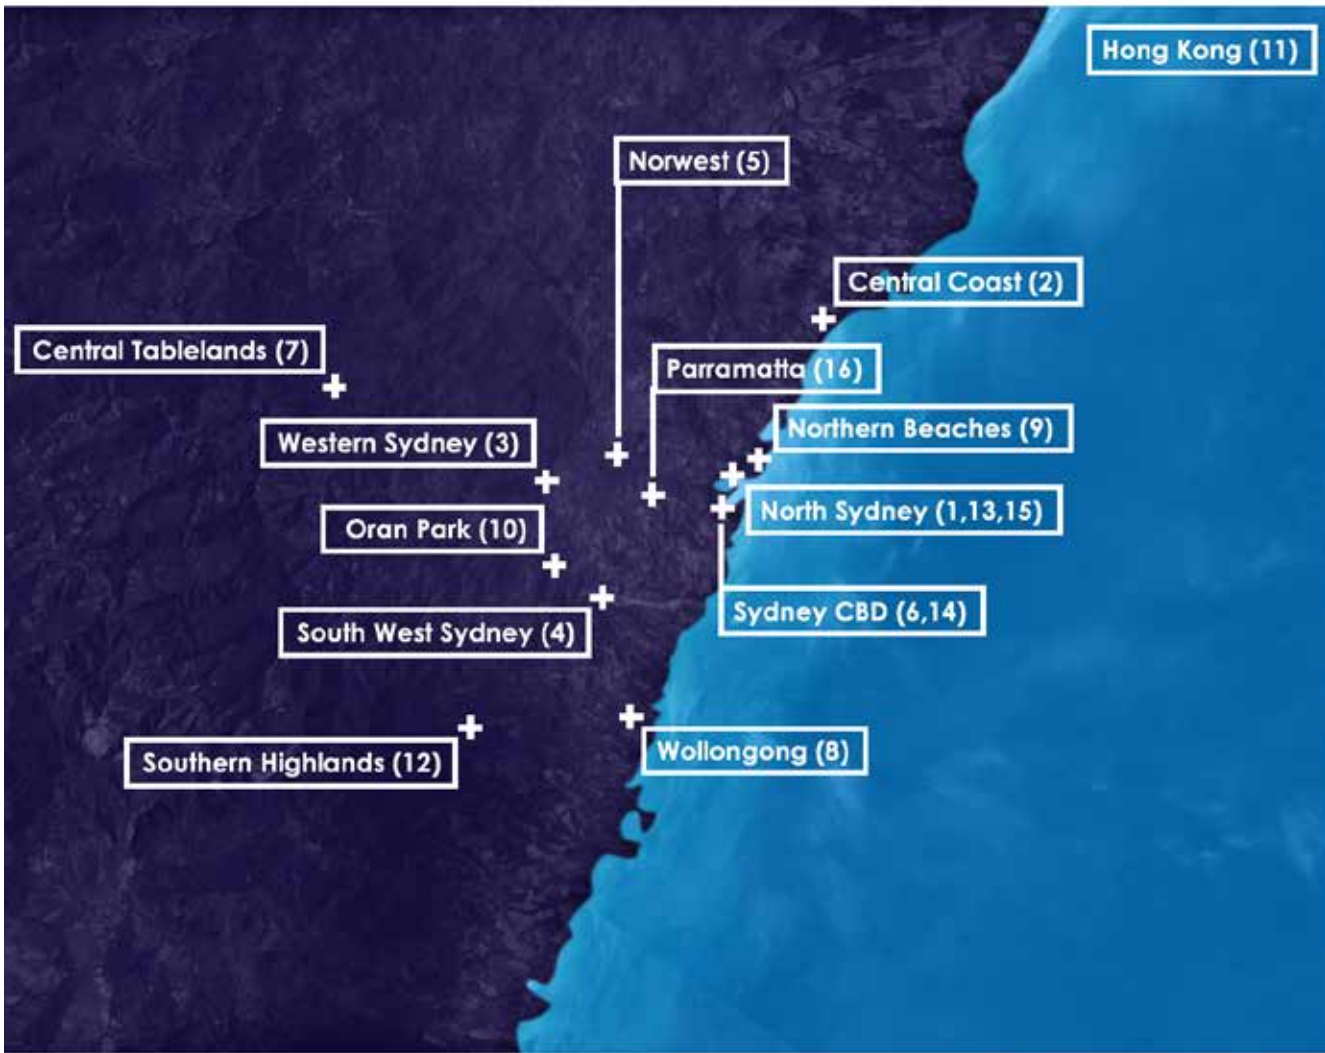 Hong Kong (11)
Norwest (5)
Central Coast (2)
Central Tablelands (7)
Parramatta (16)
Northern Beaches (9)
Western Sydney (3)
North Sydney (1,13,15)
Oran Park (10)
Sydney CBD (6,14)
South West Sydney (4)
Wollongong (8)
Southern Highlands (12)